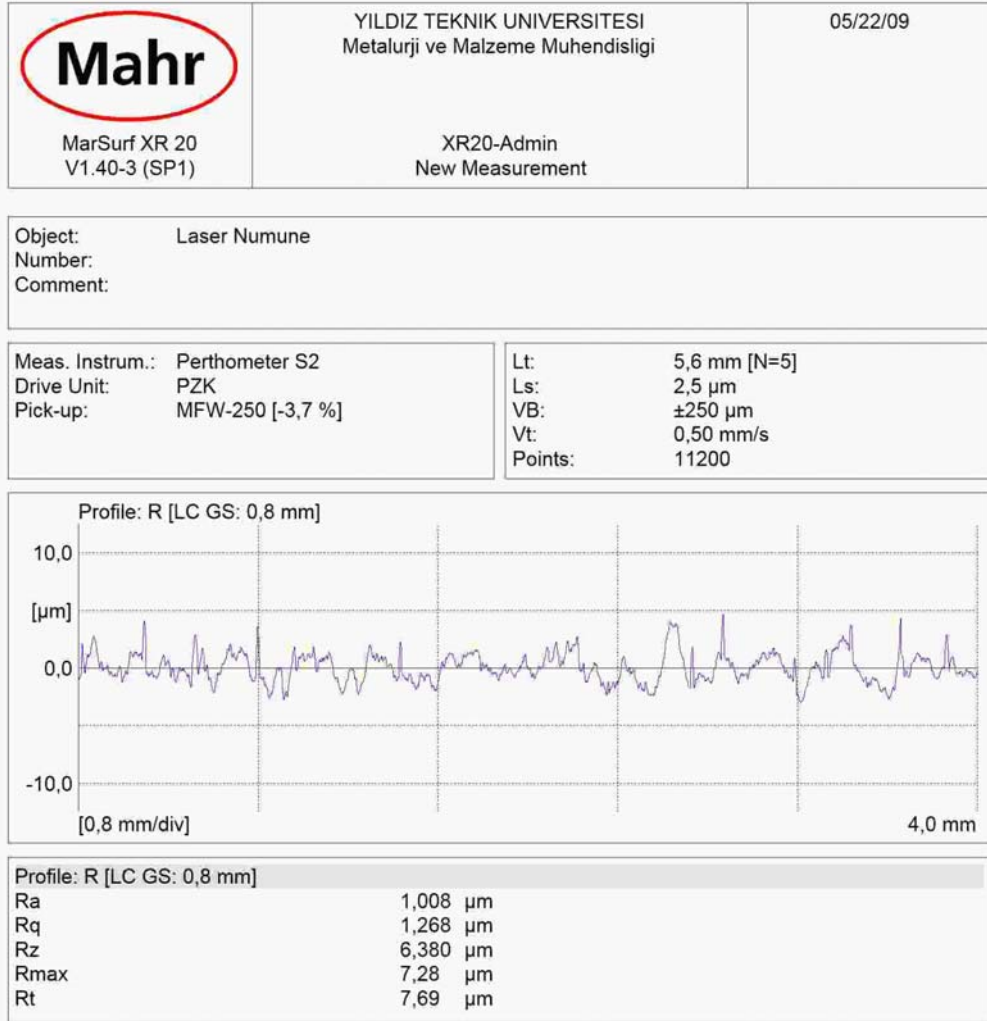 Mahr
MarSurf XR 20
V1.40-3 (SP1)
YILDIZ TEKNIK UNIVERSITESI
Metalurji ve Malzeme Muhendisligi
XR20-Admin
New Measurement
05/22/09
Object: Laser Numune
Number:
Comment:
Meas. Instrum.: Perthometer S2
Drive Unit: PZK
Pick-up: MFW-250 [-3,7 %]
Lt: 5,6 mm [N=5]
Ls: 2,5 µm
VB: ±250 µm
Vt: 0,50 mm/s
Points: 11200
Profile: R [LC GS: 0,8 mm]
10,0
[µm]
0,0
-10,0
[0,8 mm/div] 4,0 mm
Profile: R [LC GS: 0,8 mm]
Ra 1,008 µm
Rq 1,268 µm
Rz 6,380 µm
Rmax 7,28 µm
Rt 7,69 µm